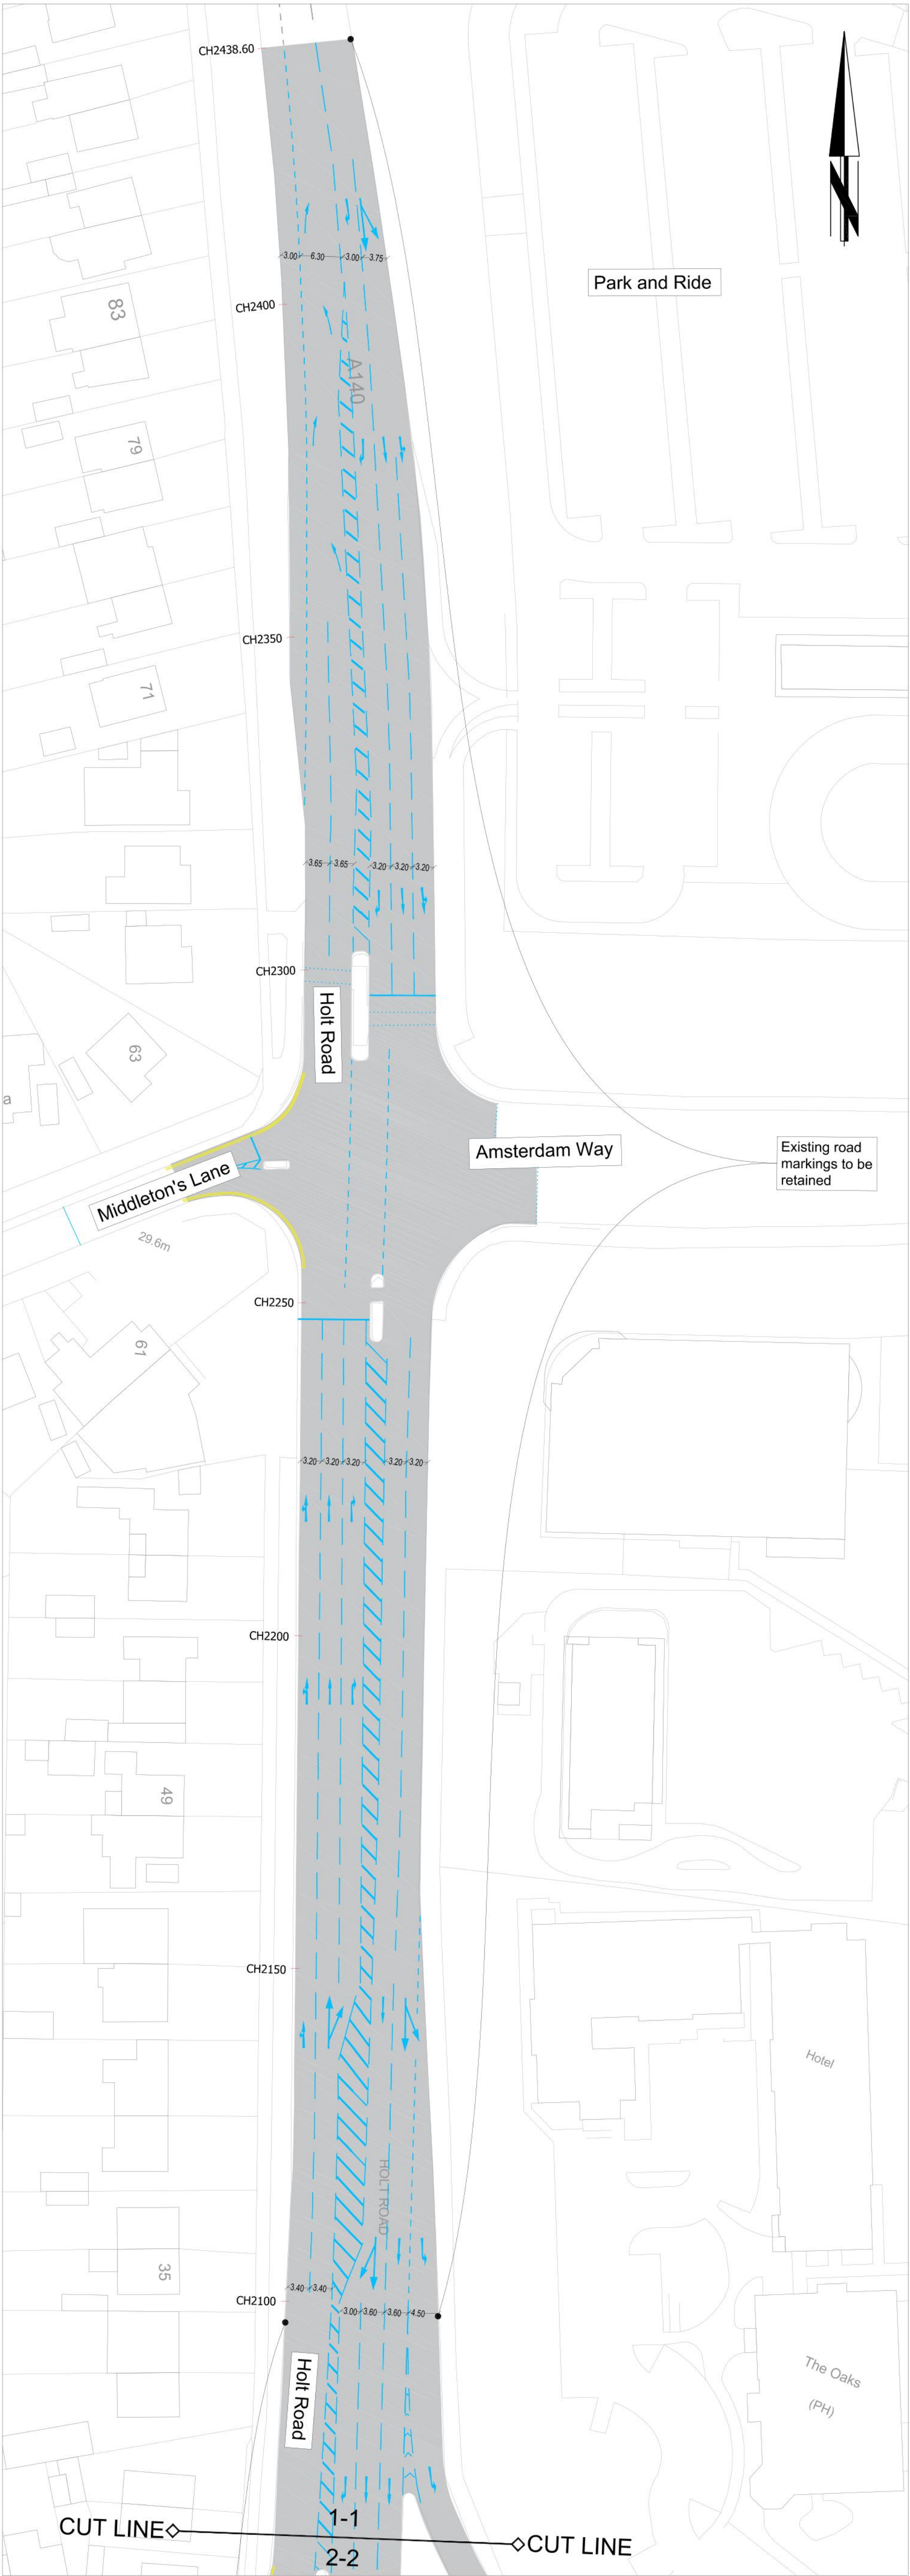 CH2438.60
N
3.00 6.30 3.00 3.75
Park and Ride
CH2400
83
A140
79
CH2350
71
3.65 3.65 3.20 3.20 3.20
CH2300
Holt Road
63
a
Amsterdam Way
Existing road
markings to be
retained
Middleton's Lane
29.6m
CH2250
61
3.20 3.20 3.20 3.20 3.20
CH2200
49
CH2150
Hotel
HOLT ROAD
35
3.40 3.40
CH2100
3.00 3.60 3.60 4.50
Holt Road
The Oaks
(PH)
1-1
CUT LINE
CUT LINE
2-2